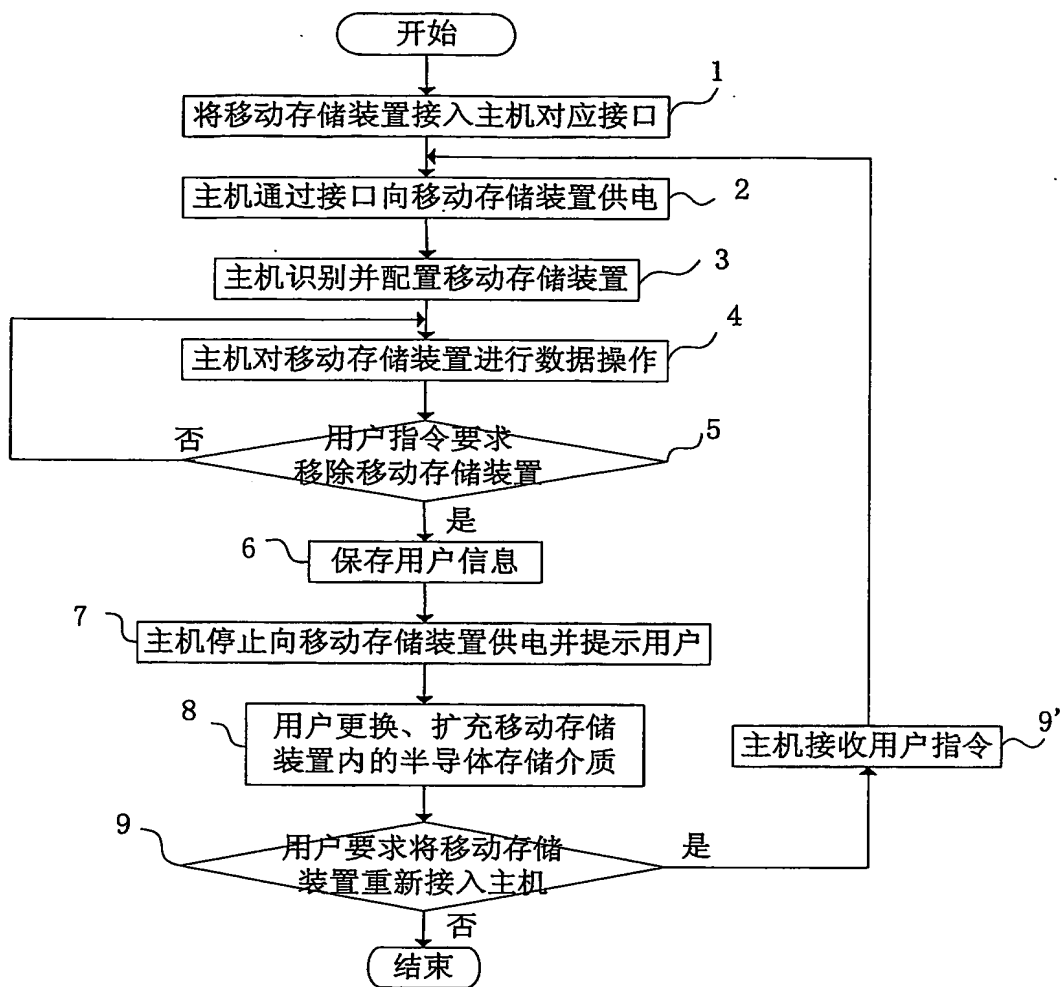 开始
1
将移动存储装置接入主机对应接口
主机通过接口向移动存储装置供电
2
主机识别并配置移动存储装置
3
4
主机对移动存储装置进行数据操作
否
用户指令要求
移除移动存储装置
5
是
6
保存用户信息
7
主机停止向移动存储装置供电并提示用户
8
用户更换、扩充移动存储
装置内的半导体存储介质
主机接收用户指令
9'
9
用户要求将移动存储
装置重新接入主机
是
否
结束